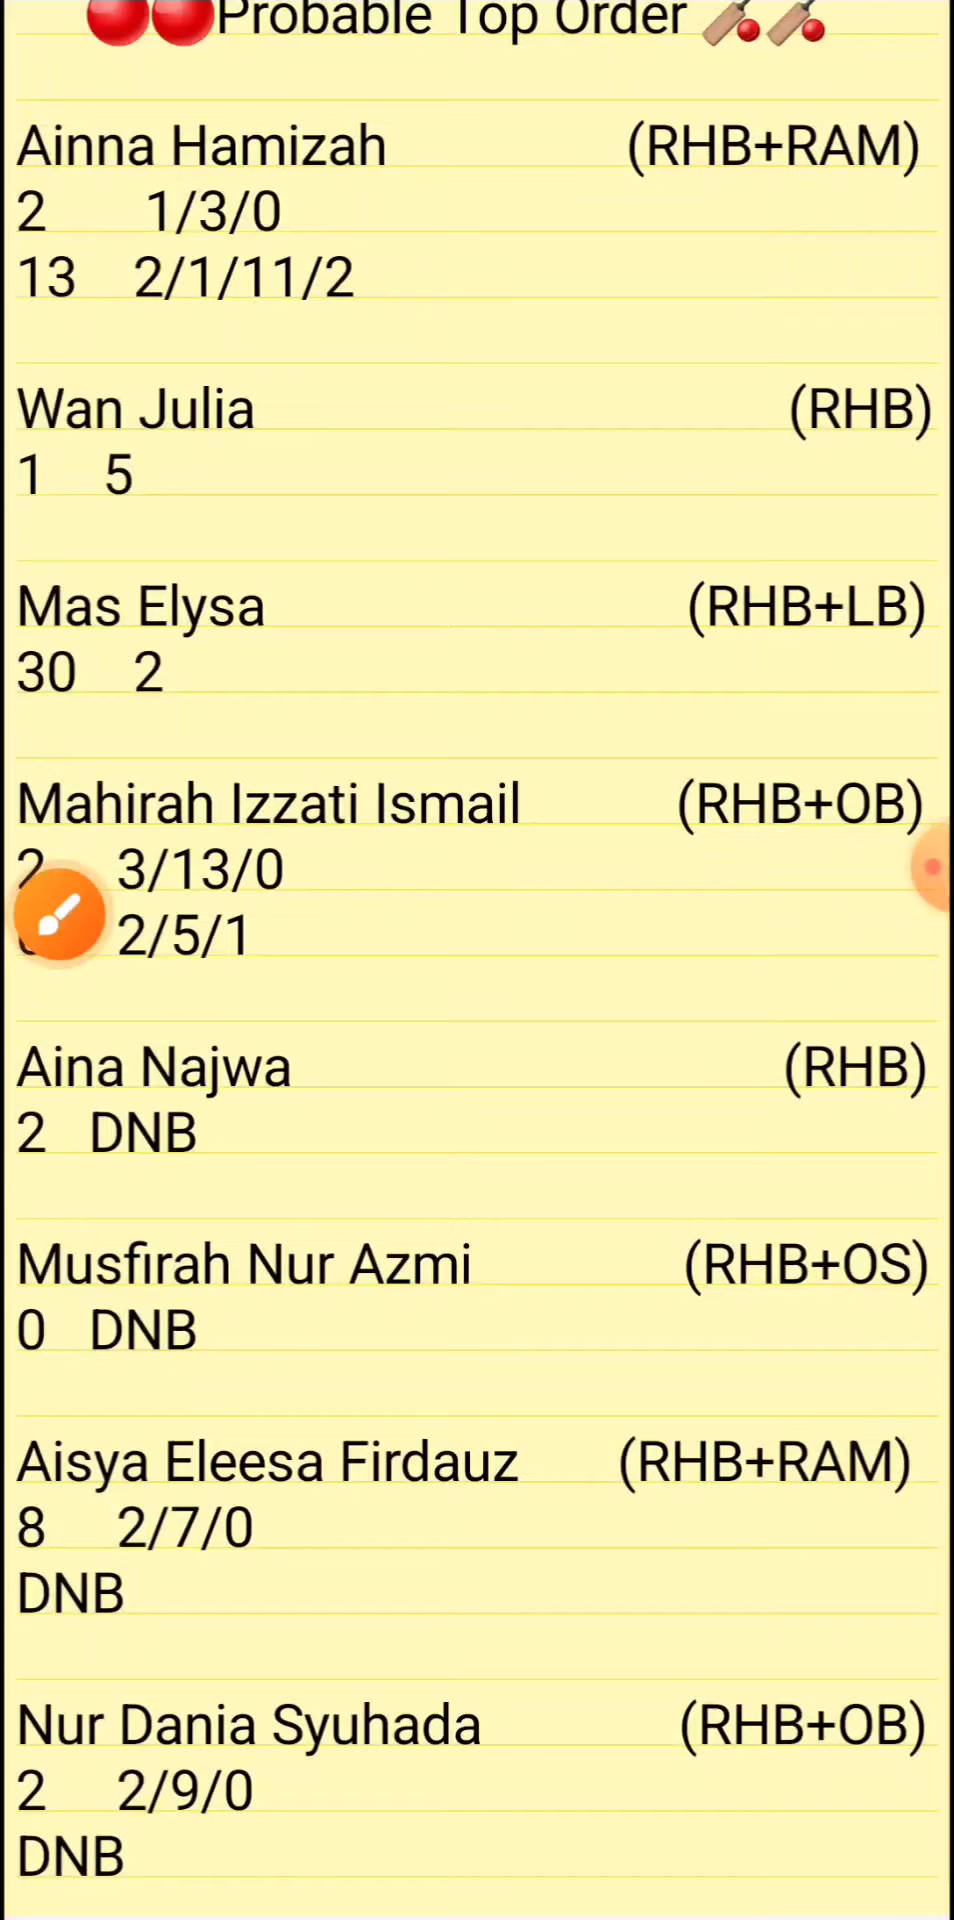 Probable Top Order
Ainna Hamizah (RHB+RAM)
2 1/3/0
13 2/1/11/2
Wan Julia (RHB)
1 5
Mas Elysa (RHB+LB)
30 2
Mahirah Izzati Ismail (RHB+OB)
2 3/13/0
2/5/1
Aina Najwa (RHB)
2 DNB
Musfirah Nur Azmi (RHB+OS)
0 DNB
Aisya Eleesa Firdauz (RHB+RAM)
8 2/7/0
DNB
Nur Dania Syuhada (RHB+OB)
2 2/9/0
DNB